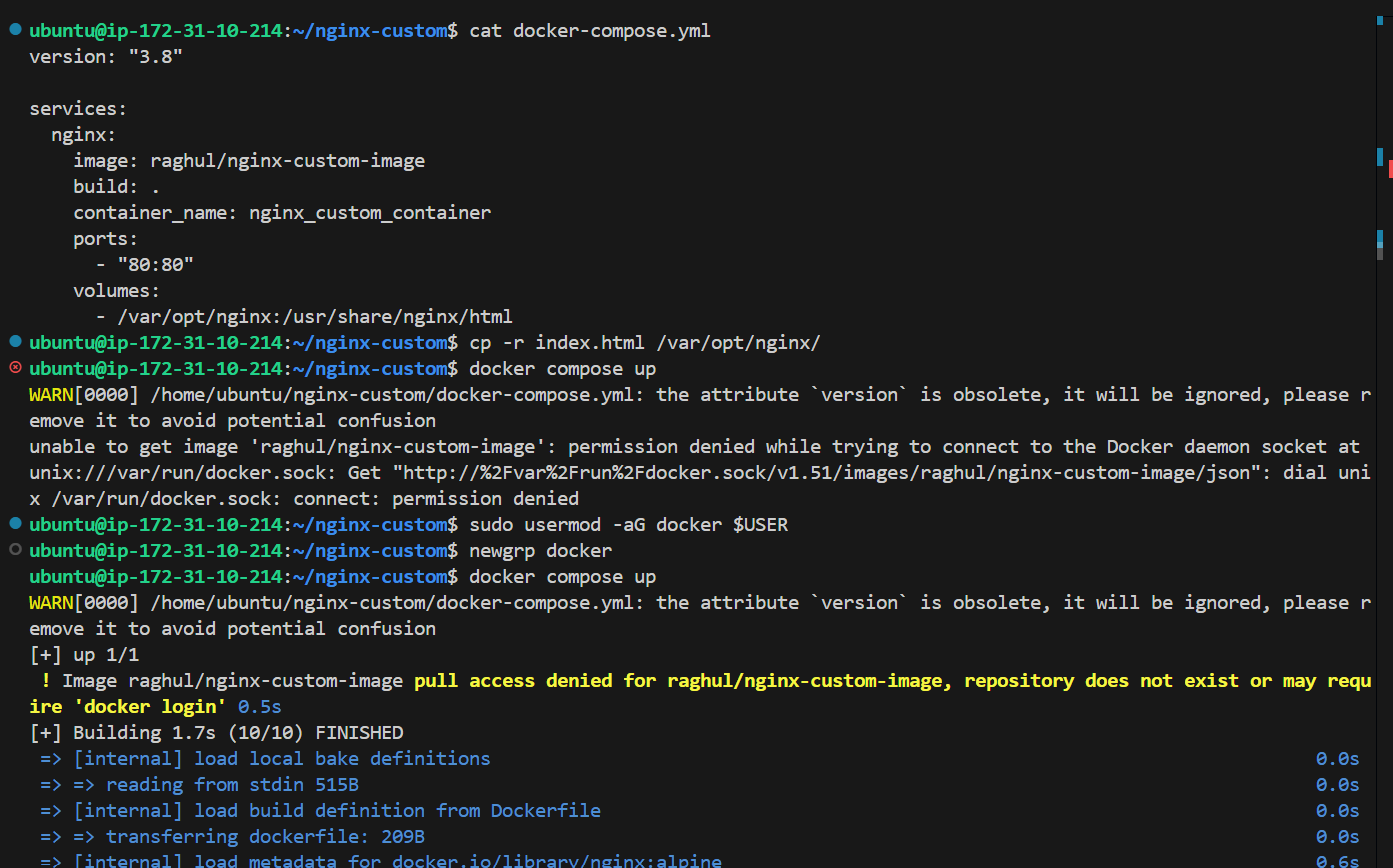 ubuntu@ip-172-31-10-214:~/nginx-custom$ cat docker-compose.yml
version: "3.8"

services:
  nginx:
    image: raghul/nginx-custom-image
    build: .
    container_name: nginx_custom_container
    ports:
      - "80:80"
    volumes:
      - /var/opt/nginx:/usr/share/nginx/html
ubuntu@ip-172-31-10-214:~/nginx-custom$ cp -r index.html /var/opt/nginx/
ubuntu@ip-172-31-10-214:~/nginx-custom$ docker compose up
WARN[0000] /home/ubuntu/nginx-custom/docker-compose.yml: the attribute `version` is obsolete, it will be ignored, please r
emove it to avoid potential confusion
unable to get image 'raghul/nginx-custom-image': permission denied while trying to connect to the Docker daemon socket at
unix:///var/run/docker.sock: Get "http://%2Fvar%2Frun%2Fdocker.sock/v1.51/images/raghul/nginx-custom-image/json": dial uni
x /var/run/docker.sock: connect: permission denied
ubuntu@ip-172-31-10-214:~/nginx-custom$ sudo usermod -aG docker $USER
ubuntu@ip-172-31-10-214:~/nginx-custom$ newgrp docker
ubuntu@ip-172-31-10-214:~/nginx-custom$ docker compose up
WARN[0000] /home/ubuntu/nginx-custom/docker-compose.yml: the attribute `version` is obsolete, it will be ignored, please r
emove it to avoid potential confusion
[+] up 1/1
 ! Image raghul/nginx-custom-image pull access denied for raghul/nginx-custom-image, repository does not exist or may requ
ire 'docker login' 0.5s
[+] Building 1.7s (10/10) FINISHED
 => [internal] load local bake definitions 0.0s
 => => reading from stdin 515B 0.0s
 => [internal] load build definition from Dockerfile 0.0s
 => => transferring dockerfile: 209B 0.0s
 => [internal] load metadata for docker.io/library/nginx:alpine 0.6s